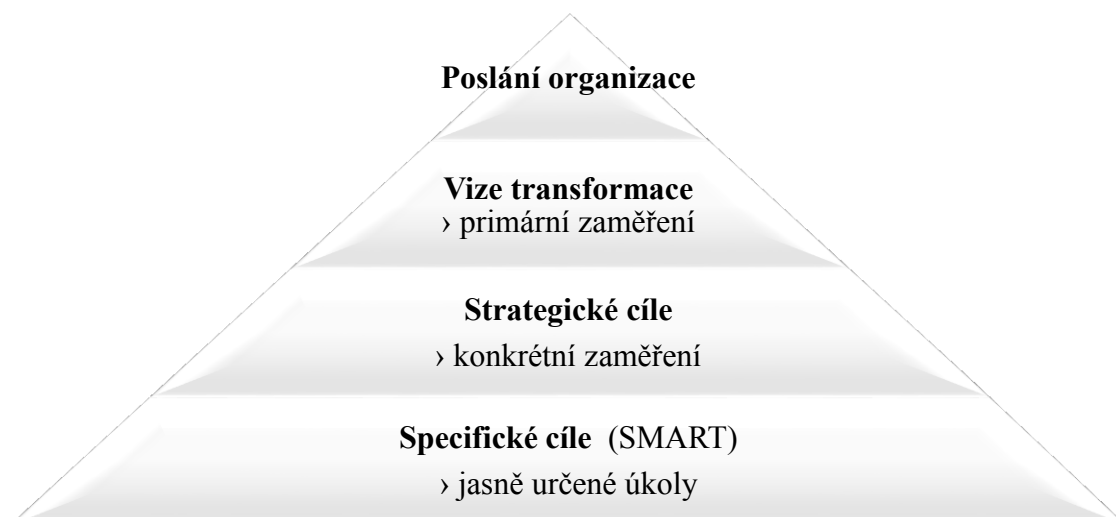 Poslání organizace
Vize transformace
› primární zaměření
Strategické cíle
› konkrétní zaměření
Specifické cíle (SMART)
› jasně určené úkoly